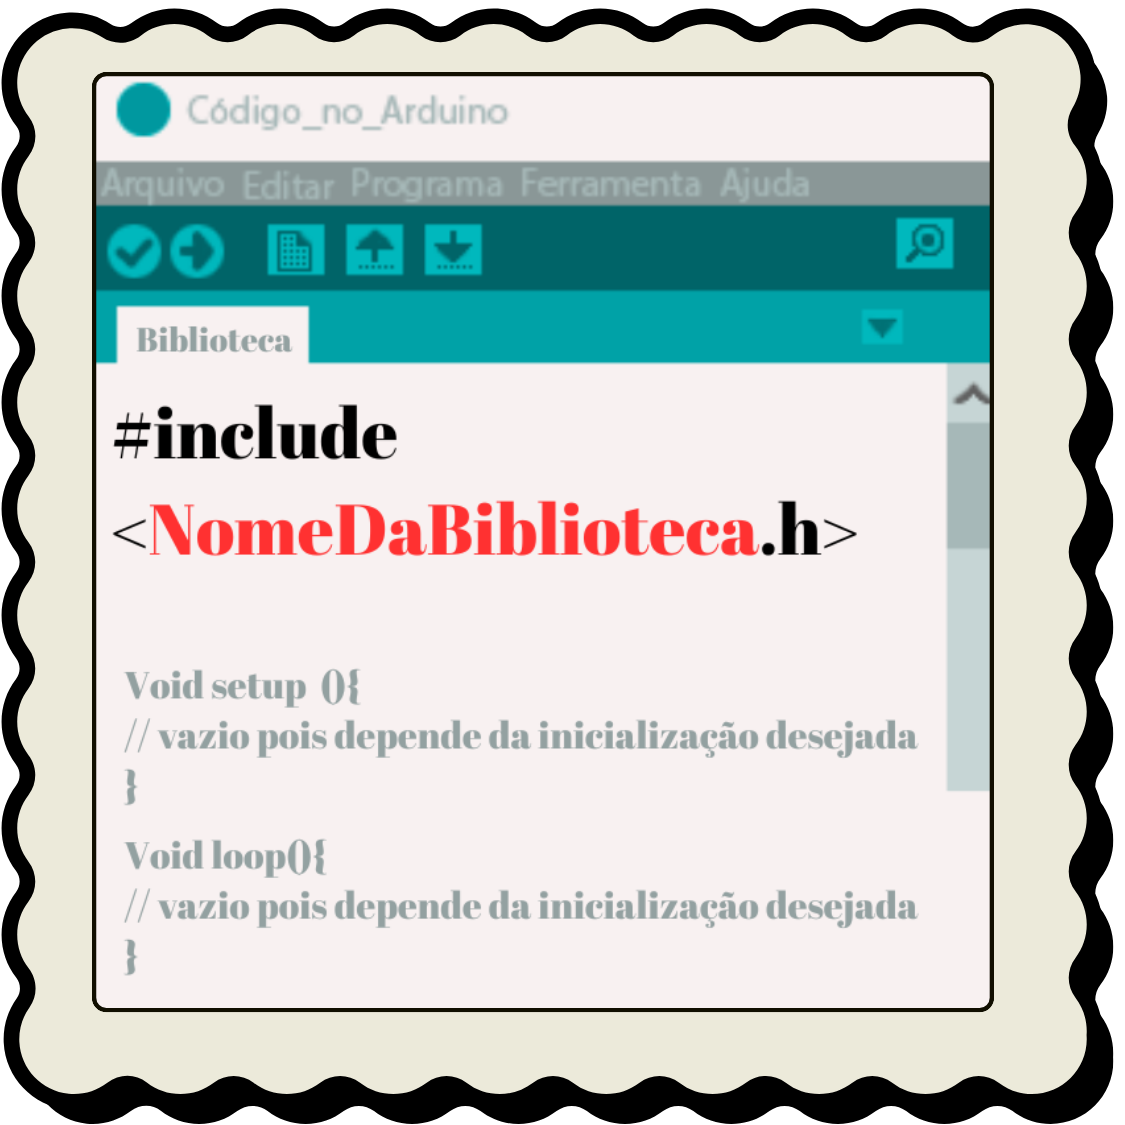 Código_no_Arduino
Arquivo Editar Programa Ferramenta Ajuda
Biblioteca
#include
<NomeDaBiblioteca.h>
Void setup (){
// vazio pois depende da inicialização desejada
}
Void loop(){
// vazio pois depende da inicialização desejada
}